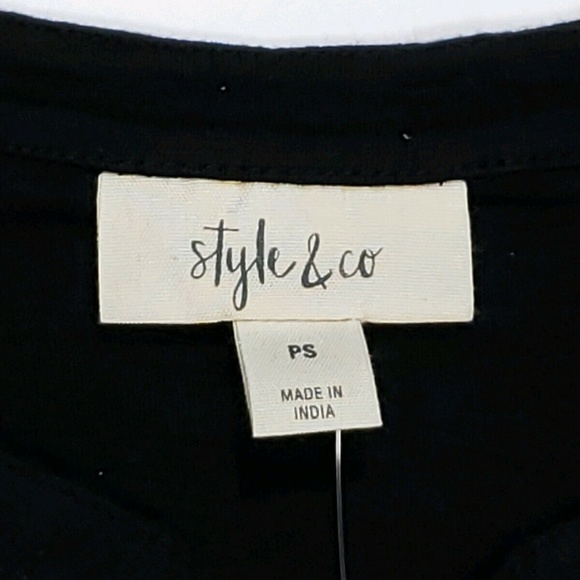 style & co
PS
MADE IN
INDIA